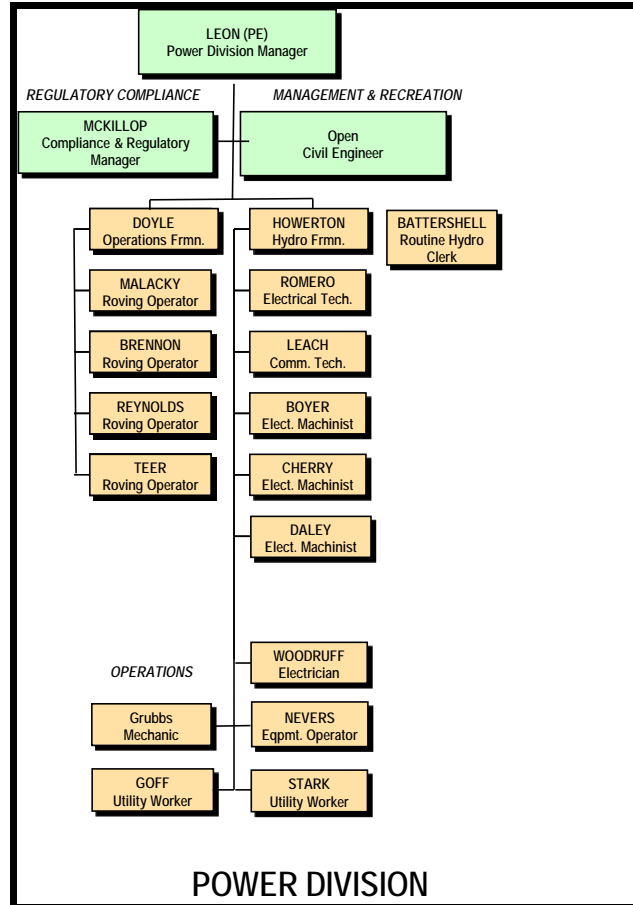 LEON (PE)
Power Division Manager
REGULATORY COMPLIANCE
MANAGEMENT & RECREATION
MCKILLOP
Compliance & Regulatory
Manager
Open
Civil Engineer
DOYLE
Operations Frmn.
HOWERTON
Hydro Frmn.
BATTERSHELL
Routine Hydro
Clerk
MALACKY
Roving Operator
ROMERO
Electrical Tech.
BRENNON
Roving Operator
LEACH
Comm. Tech.
REYNOLDS
Roving Operator
BOYER
Elect. Machinist
TEER
Roving Operator
CHERRY
Elect. Machinist
DALEY
Elect. Machinist
OPERATIONS
WOODRUFF
Electrician
Grubbs
Mechanic
NEVERS
Eqpmt. Operator
GOFF
Utility Worker
STARK
Utility Worker
POWER DIVISION